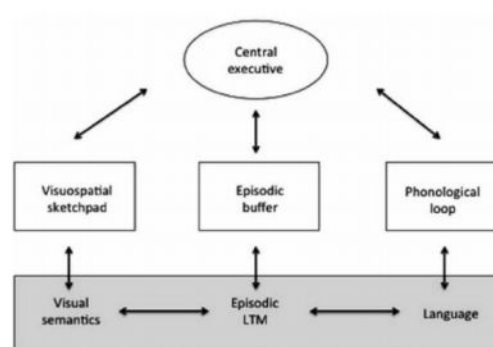 Central
executive
Visuospatial
sketchpad
Episodic
buffer
Phonological
loop
Visual
semantics
Episodic
LTM
Language